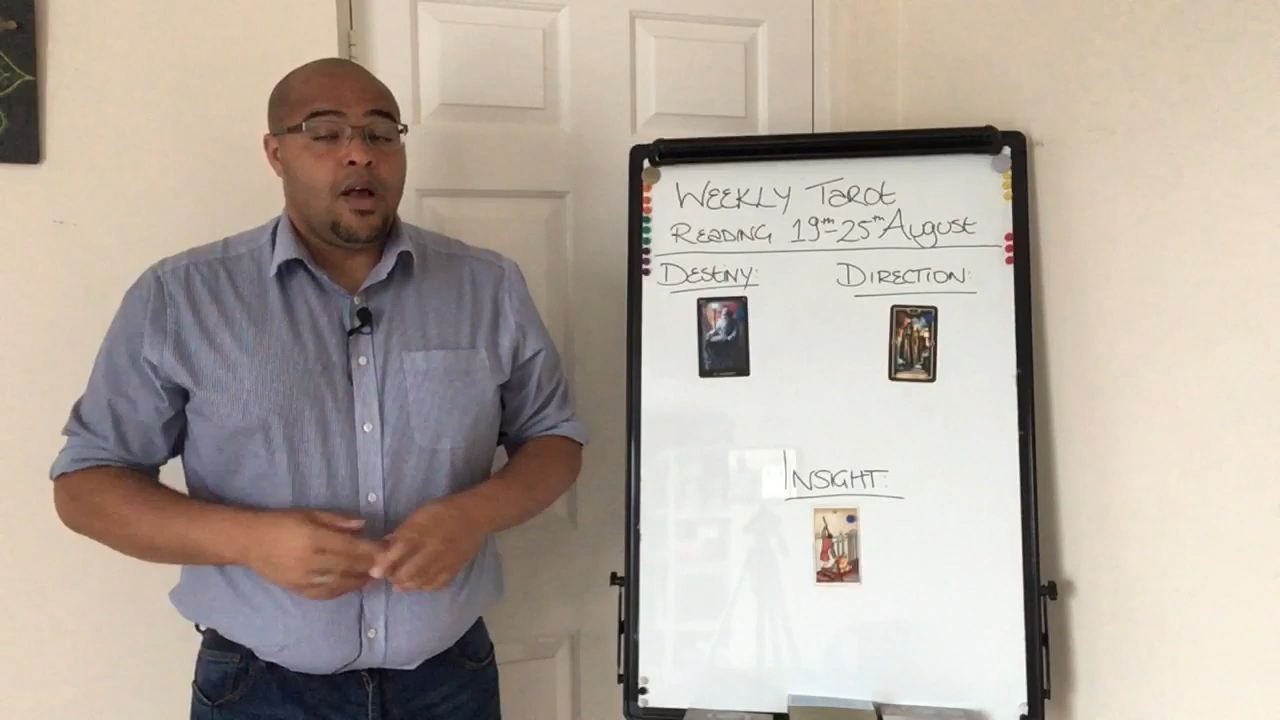 Weekly Tarot
Reading 19th-25th August
Destiny:
Direction:
Insight: